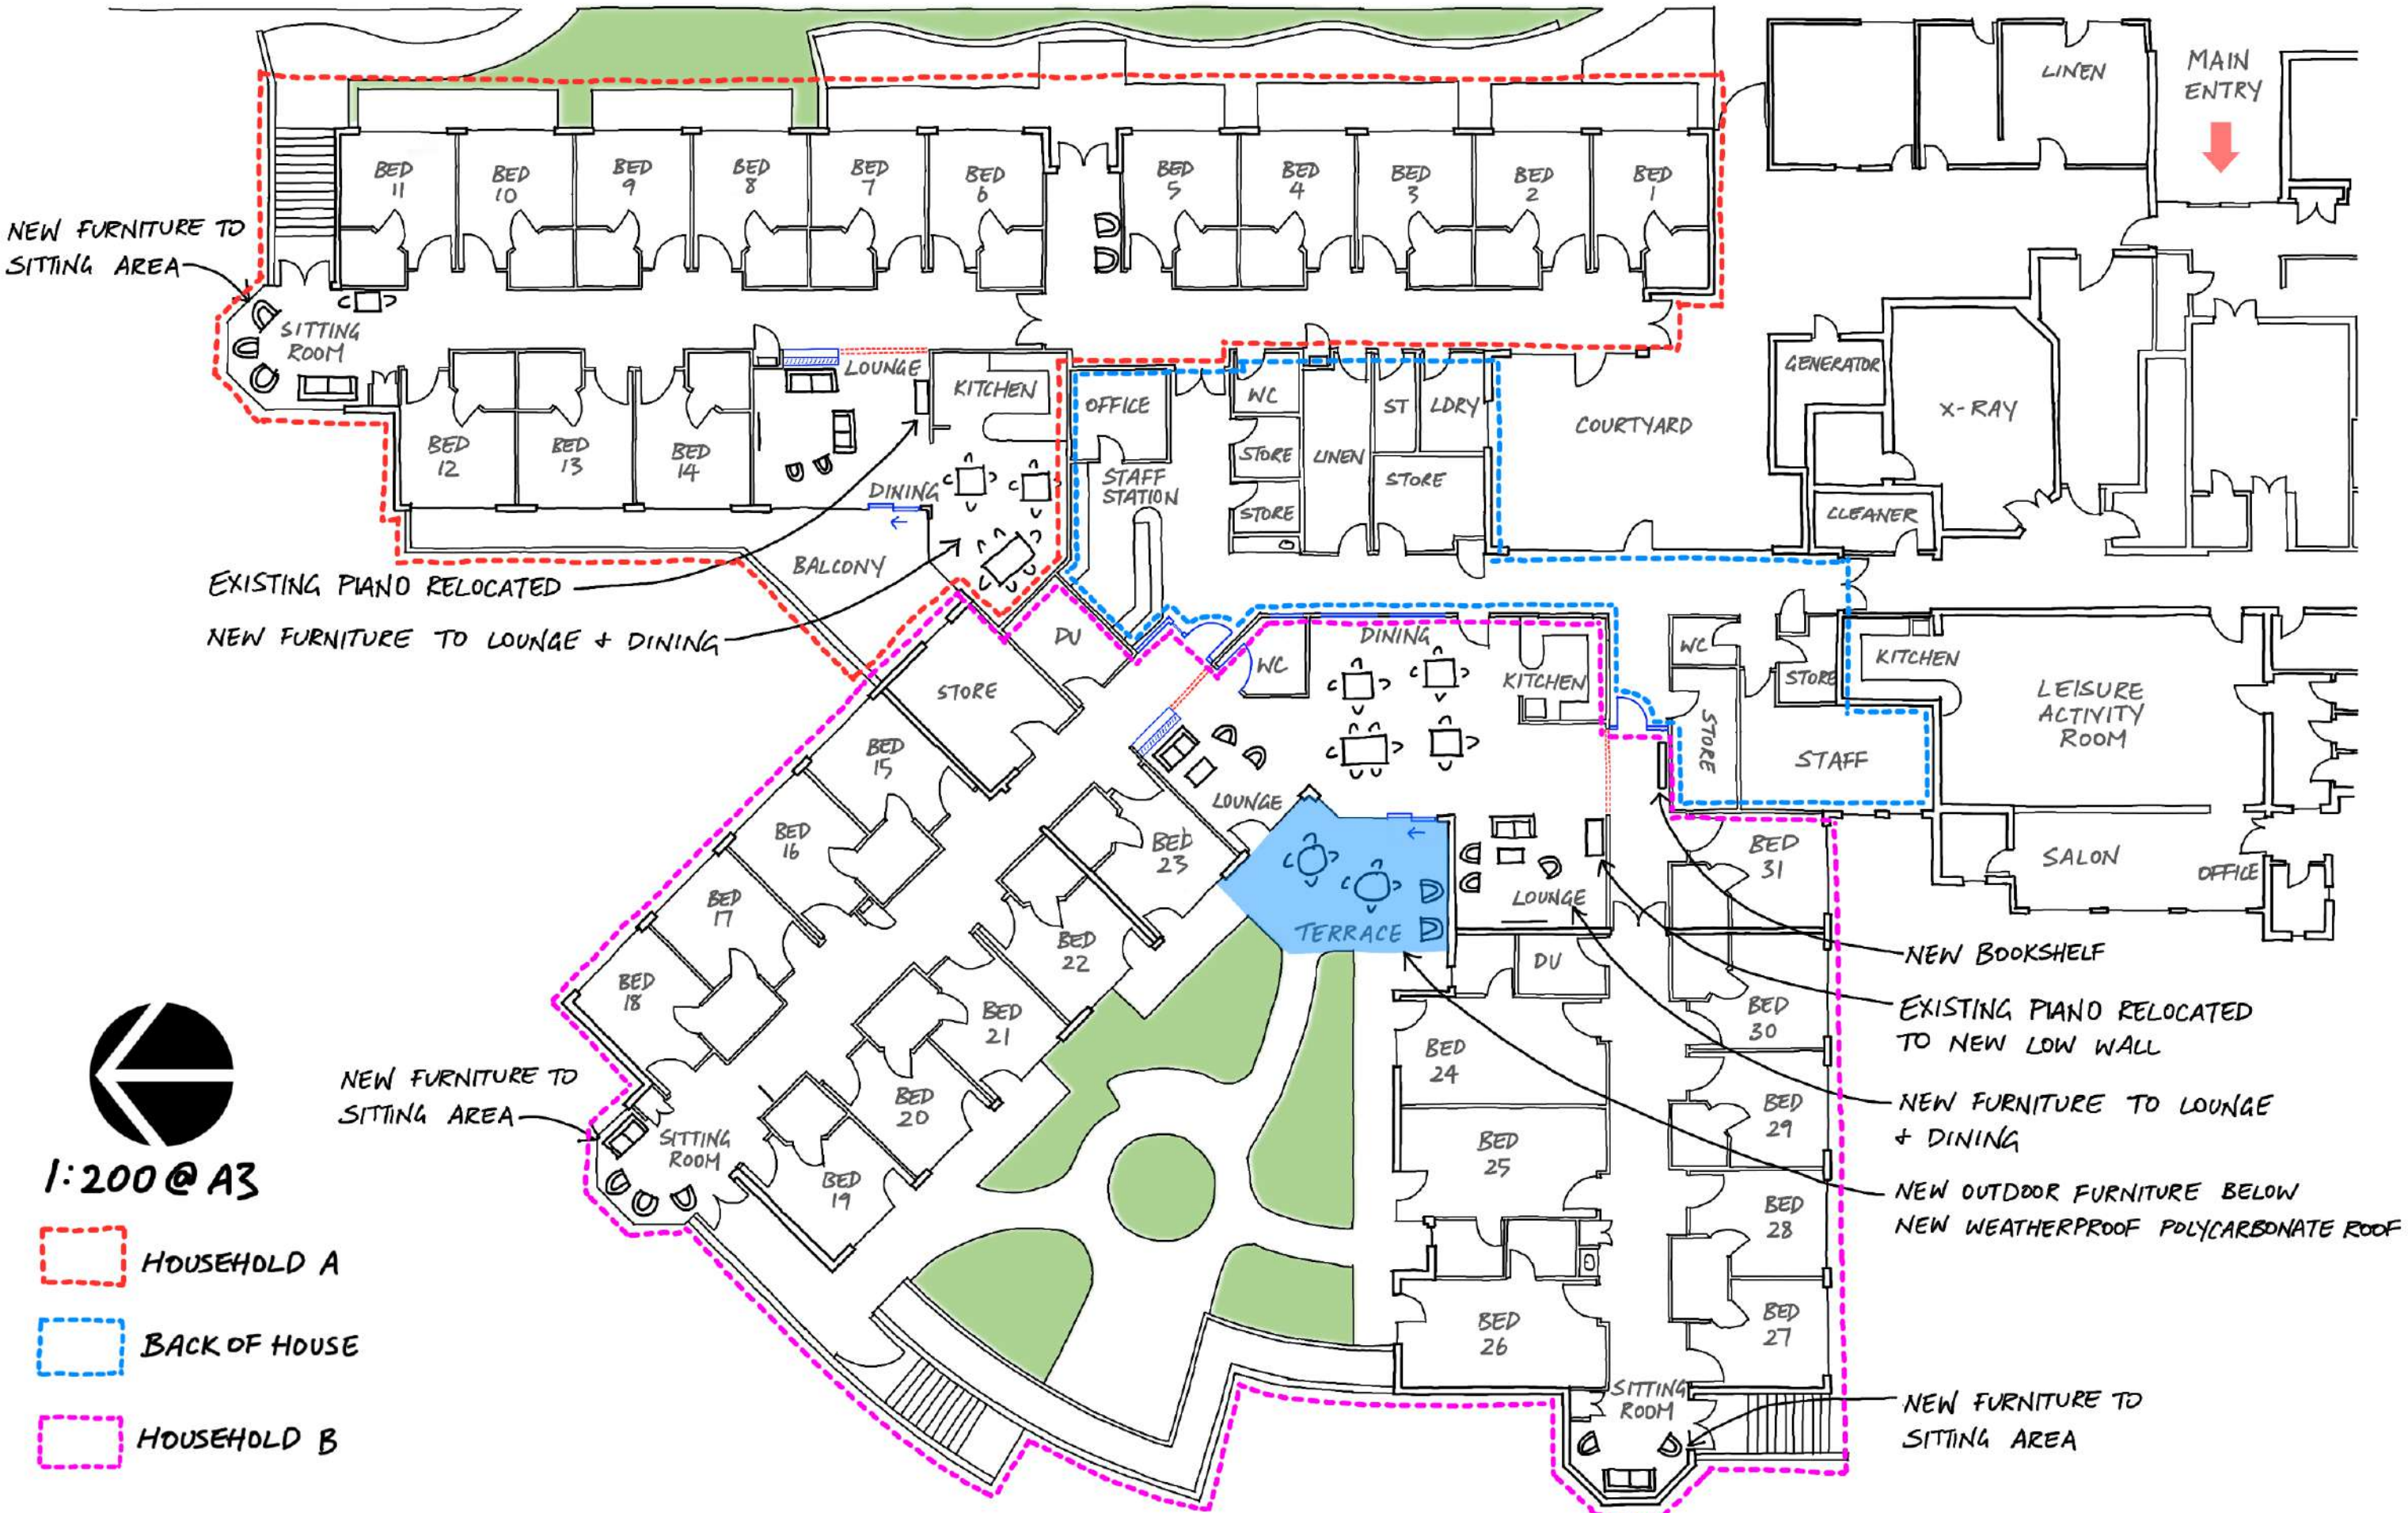 LINEN
MAIN
ENTRY
BED
11
BED
10
BED
9
BED
8
BED
7
BED
6
BED
5
BED
4
BED
3
BED
2
BED
1
NEW FURNITURE TO
SITTING AREA
SITTING
ROOM
LOUNGE
KITCHEN
OFFICE
WC
ST
LDRY
COURTYARD
GENERATOR
X-RAY
BED
12
BED
13
BED
14
DINING
STAFF
STATION
STORE
LINEN
STORE
STORE
CLEANER
BALCONY
EXISTING PIANO RELOCATED
NEW FURNITURE TO LOUNGE & DINING
DU
STORE
WC
DINING
KITCHEN
WC
STORE
KITCHEN
LEISURE
ACTIVITY
ROOM
STORE
STAFF
BED
15
BED
16
BED
17
BED
18
LOUNGE
BED
23
BED
22
BED
21
BED
20
BED
19
TERRACE
LOUNGE
DU
BED
31
BED
30
BED
29
BED
28
BED
27
BED
24
BED
25
BED
26
SALON
OFFICE
NEW BOOKSHELF
EXISTING PIANO RELOCATED
TO NEW LOW WALL
NEW FURNITURE TO LOUNGE
& DINING
NEW OUTDOOR FURNITURE BELOW
NEW WEATHERPROOF POLYCARBONATE ROOF
NEW FURNITURE TO
SITTING AREA
SITTING
ROOM
SITTING
ROOM
NEW FURNITURE TO
SITTING AREA
1:200 @ A3
HOUSEHOLD A
BACK OF HOUSE
HOUSEHOLD B